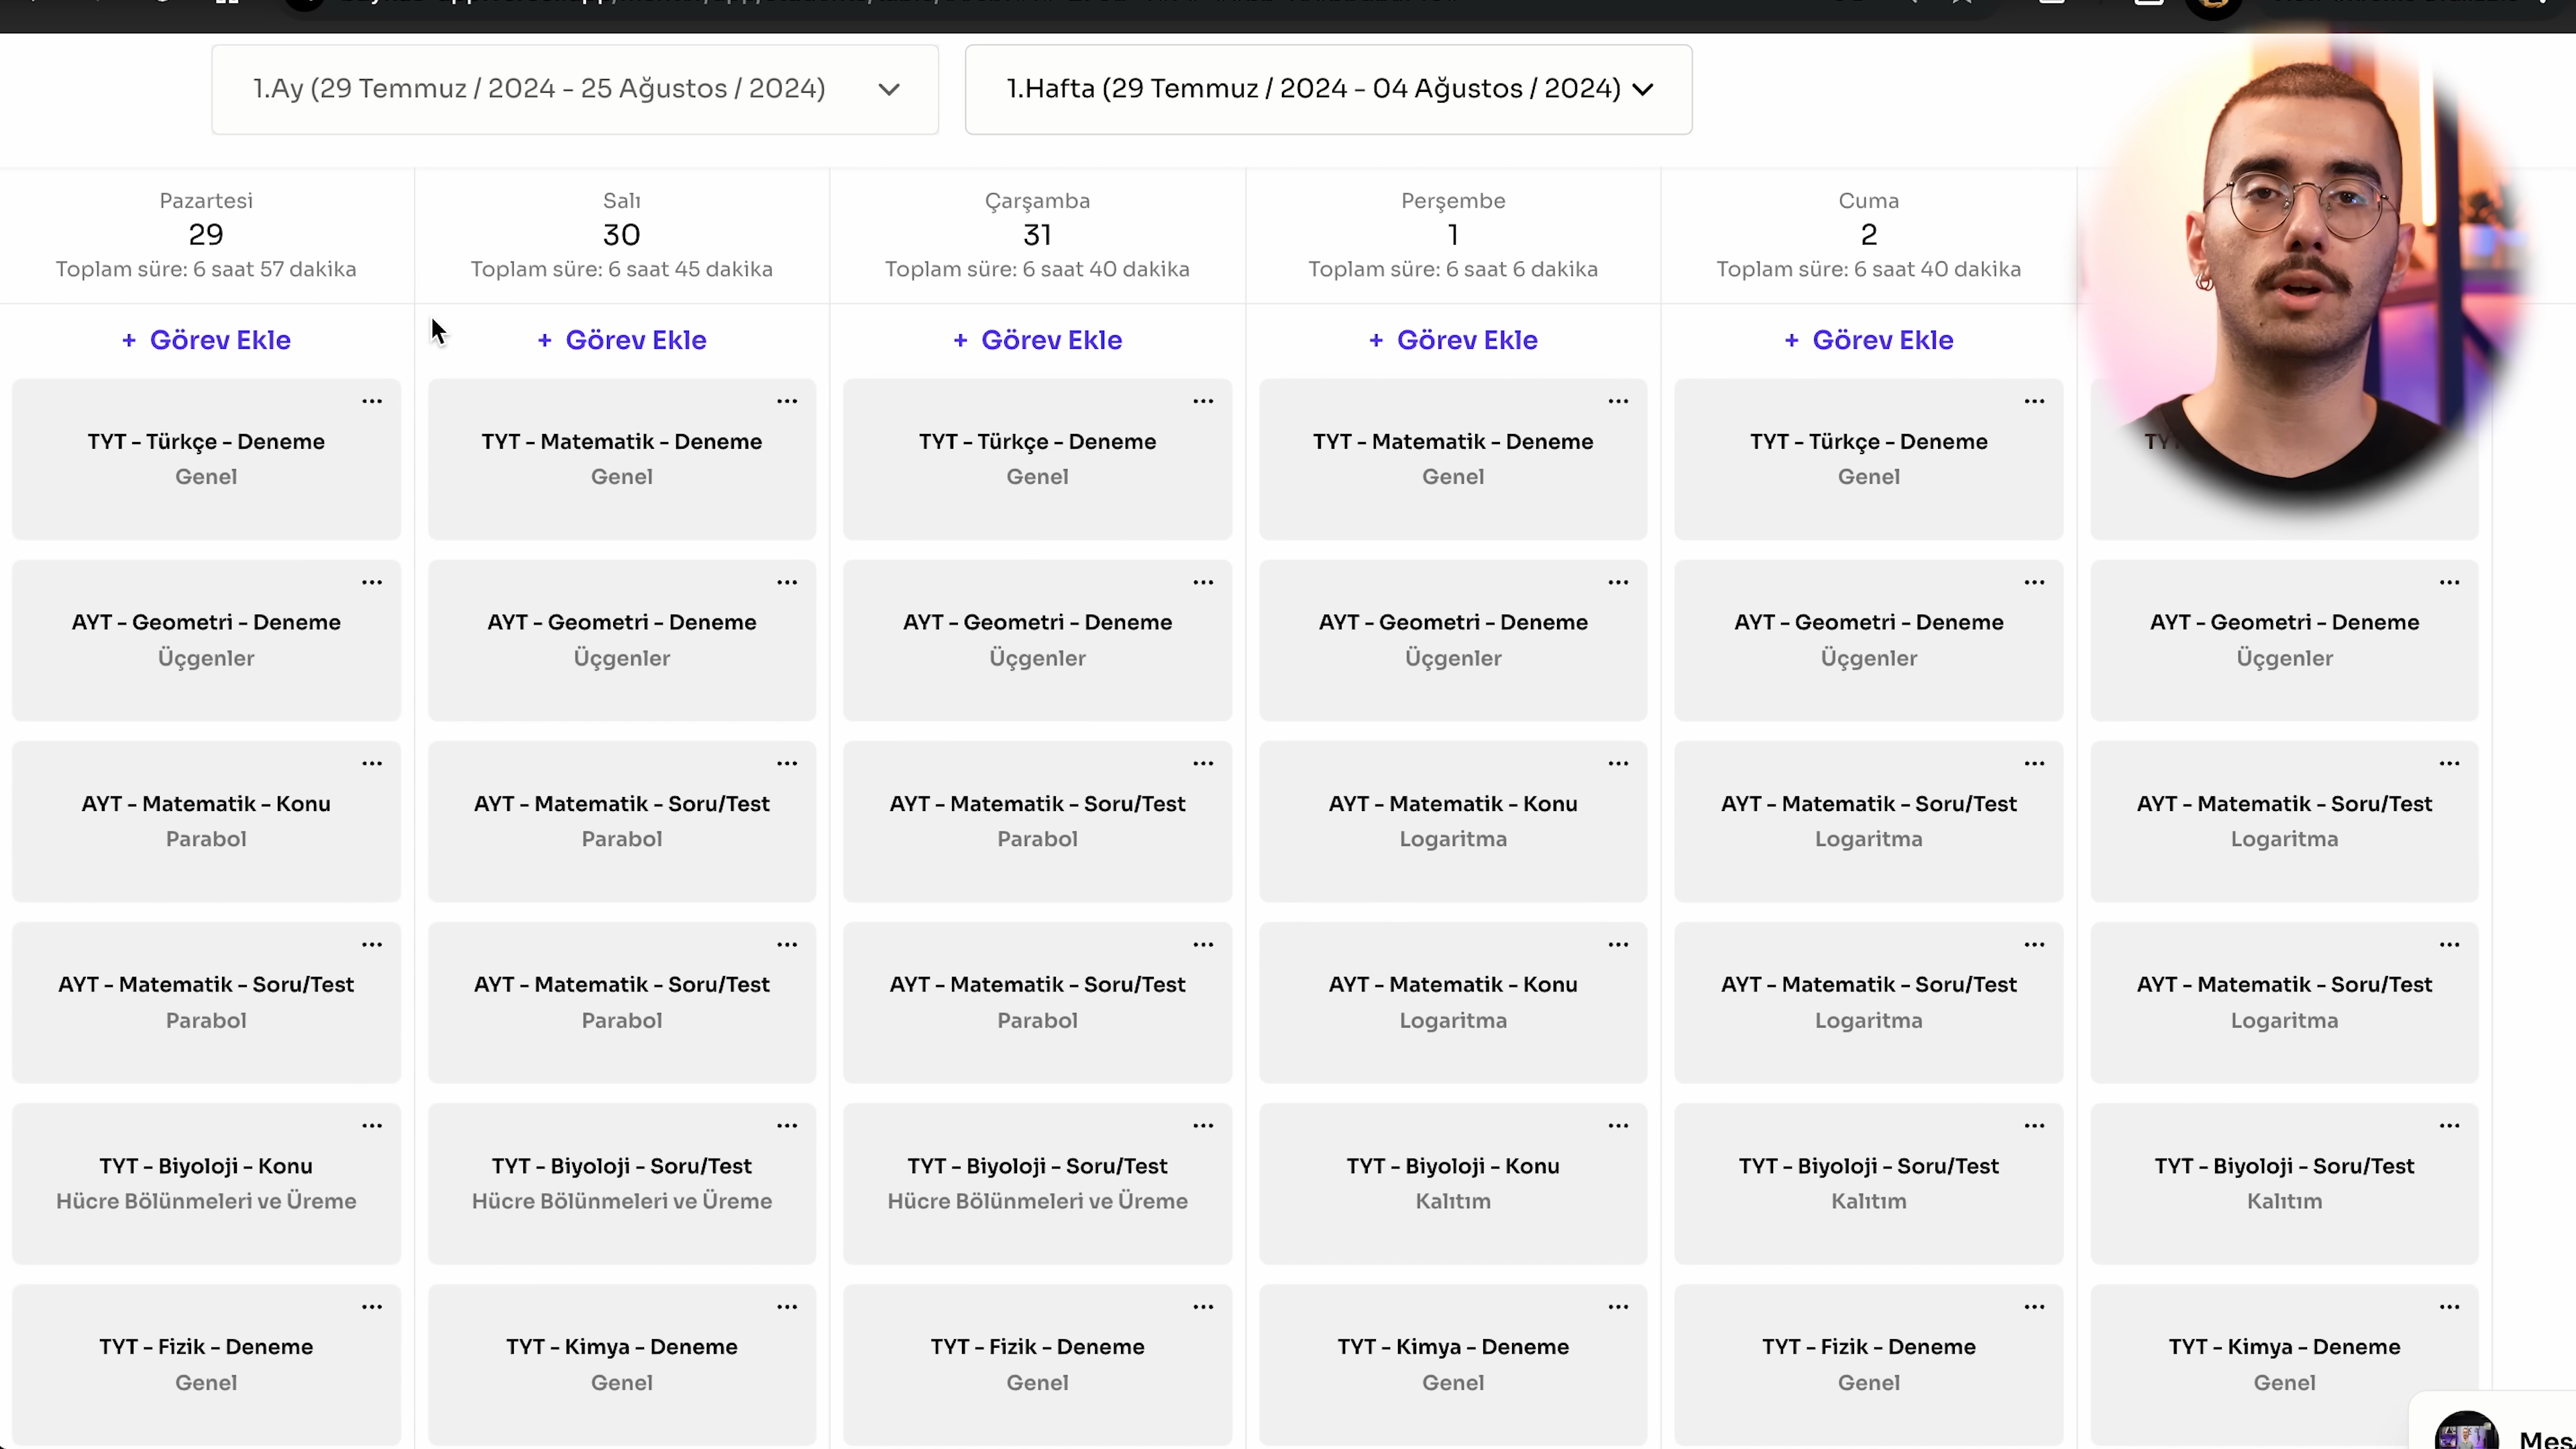 1.Ay (29 Temmuz / 2024 - 25 Ağustos / 2024)
1.Hafta (29 Temmuz / 2024 - 04 Ağustos / 2024)
Pazartesi
29
Toplam süre: 6 saat 57 dakika
Salı
30
Toplam süre: 6 saat 45 dakika
Çarşamba
31
Toplam süre: 6 saat 40 dakika
Perşembe
1
Toplam süre: 6 saat 6 dakika
Cuma
2
Toplam süre: 6 saat 40 dakika
+ Görev Ekle
+ Görev Ekle
+ Görev Ekle
+ Görev Ekle
+ Görev Ekle
TYT - Türkçe - Deneme
Genel
TYT - Matematik - Deneme
Genel
TYT - Türkçe - Deneme
Genel
TYT - Matematik - Deneme
Genel
TYT - Türkçe - Deneme
Genel
AYT - Geometri - Deneme
Üçgenler
AYT - Geometri - Deneme
Üçgenler
AYT - Geometri - Deneme
Üçgenler
AYT - Geometri - Deneme
Üçgenler
AYT - Geometri - Deneme
Üçgenler
AYT - Geometri - Deneme
Üçgenler
AYT - Matematik - Konu
Parabol
AYT - Matematik - Soru/Test
Parabol
AYT - Matematik - Soru/Test
Parabol
AYT - Matematik - Konu
Logaritma
AYT - Matematik - Soru/Test
Logaritma
AYT - Matematik - Soru/Test
Logaritma
AYT - Matematik - Soru/Test
Parabol
AYT - Matematik - Soru/Test
Parabol
AYT - Matematik - Soru/Test
Parabol
AYT - Matematik - Konu
Logaritma
AYT - Matematik - Soru/Test
Logaritma
AYT - Matematik - Soru/Test
Logaritma
TYT - Biyoloji - Konu
Hücre Bölünmeleri ve Üreme
TYT - Biyoloji - Soru/Test
Hücre Bölünmeleri ve Üreme
TYT - Biyoloji - Soru/Test
Hücre Bölünmeleri ve Üreme
TYT - Biyoloji - Konu
Kalıtım
TYT - Biyoloji - Soru/Test
Kalıtım
TYT - Biyoloji - Soru/Test
Kalıtım
TYT - Fizik - Deneme
Genel
TYT - Kimya - Deneme
Genel
TYT - Fizik - Deneme
Genel
TYT - Kimya - Deneme
Genel
TYT - Fizik - Deneme
Genel
TYT - Kimya - Deneme
Genel